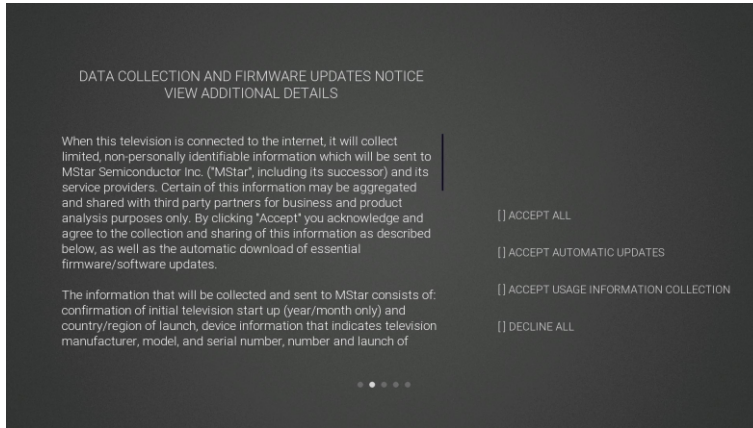 DATA COLLECTION AND FIRMWARE UPDATES NOTICE
VIEW ADDITIONAL DETAILS
When this television is connected to the internet, it will collect
limited, non-personally identifiable information which will be sent to
MStar Semiconductor Inc. ("MStar", including its successor) and its
service providers. Certain of this information may be aggregated
and shared with third party partners for business and product
analysis purposes only. By clicking "Accept" you acknowledge and
agree to the collection and sharing of this information as described
below, as well as the automatic download of essential
firmware/software updates.
The information that will be collected and sent to MStar consists of:
confirmation of initial television start up (year/month only) and
country/region of launch, device information that indicates television
manufacturer, model, and serial number, number and launch of
[ ] ACCEPT ALL
[ ] ACCEPT AUTOMATIC UPDATES
[ ] ACCEPT USAGE INFORMATION COLLECTION
[ ] DECLINE ALL